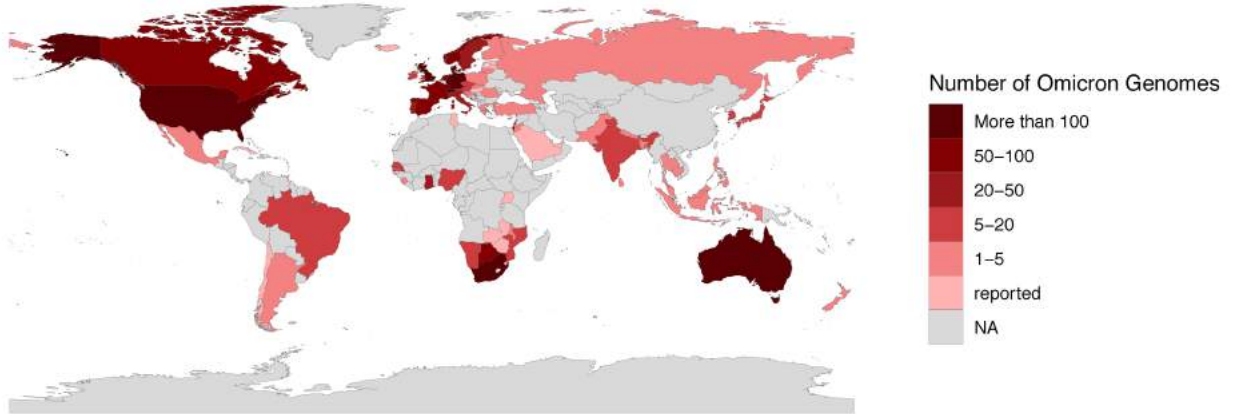 Number of Omicron Genomes
More than 100
50–100
20–50
5–20
1–5
reported
NA